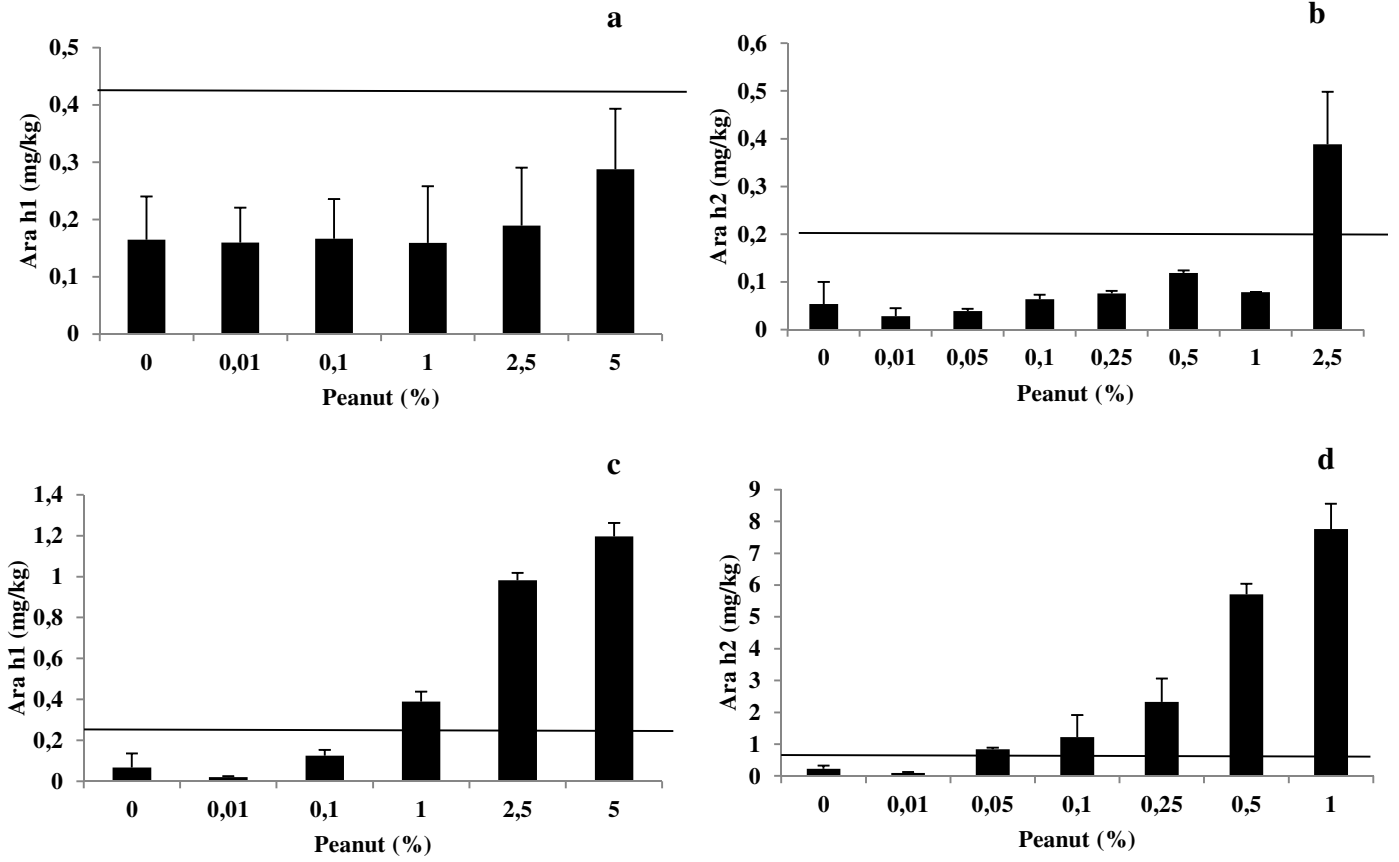 a
0,5
0,4
0,3
0,2
0,1
0
Ara h1 (mg/kg)
0 0,01 0,1 1 2,5 5
Peanut (%)
b
0,6
0,5
0,4
0,3
0,2
0,1
0
Ara h2 (mg/kg)
0 0,01 0,05 0,1 0,25 0,5 1 2,5
Peanut (%)
c
1,4
1,2
1
0,8
0,6
0,4
0,2
0
Ara h1 (mg/kg)
0 0,01 0,1 1 2,5 5
Peanut (%)
d
9
8
7
6
5
4
3
2
1
0
Ara h2 (mg/kg)
0 0,01 0,05 0,1 0,25 0,5 1
Peanut (%)